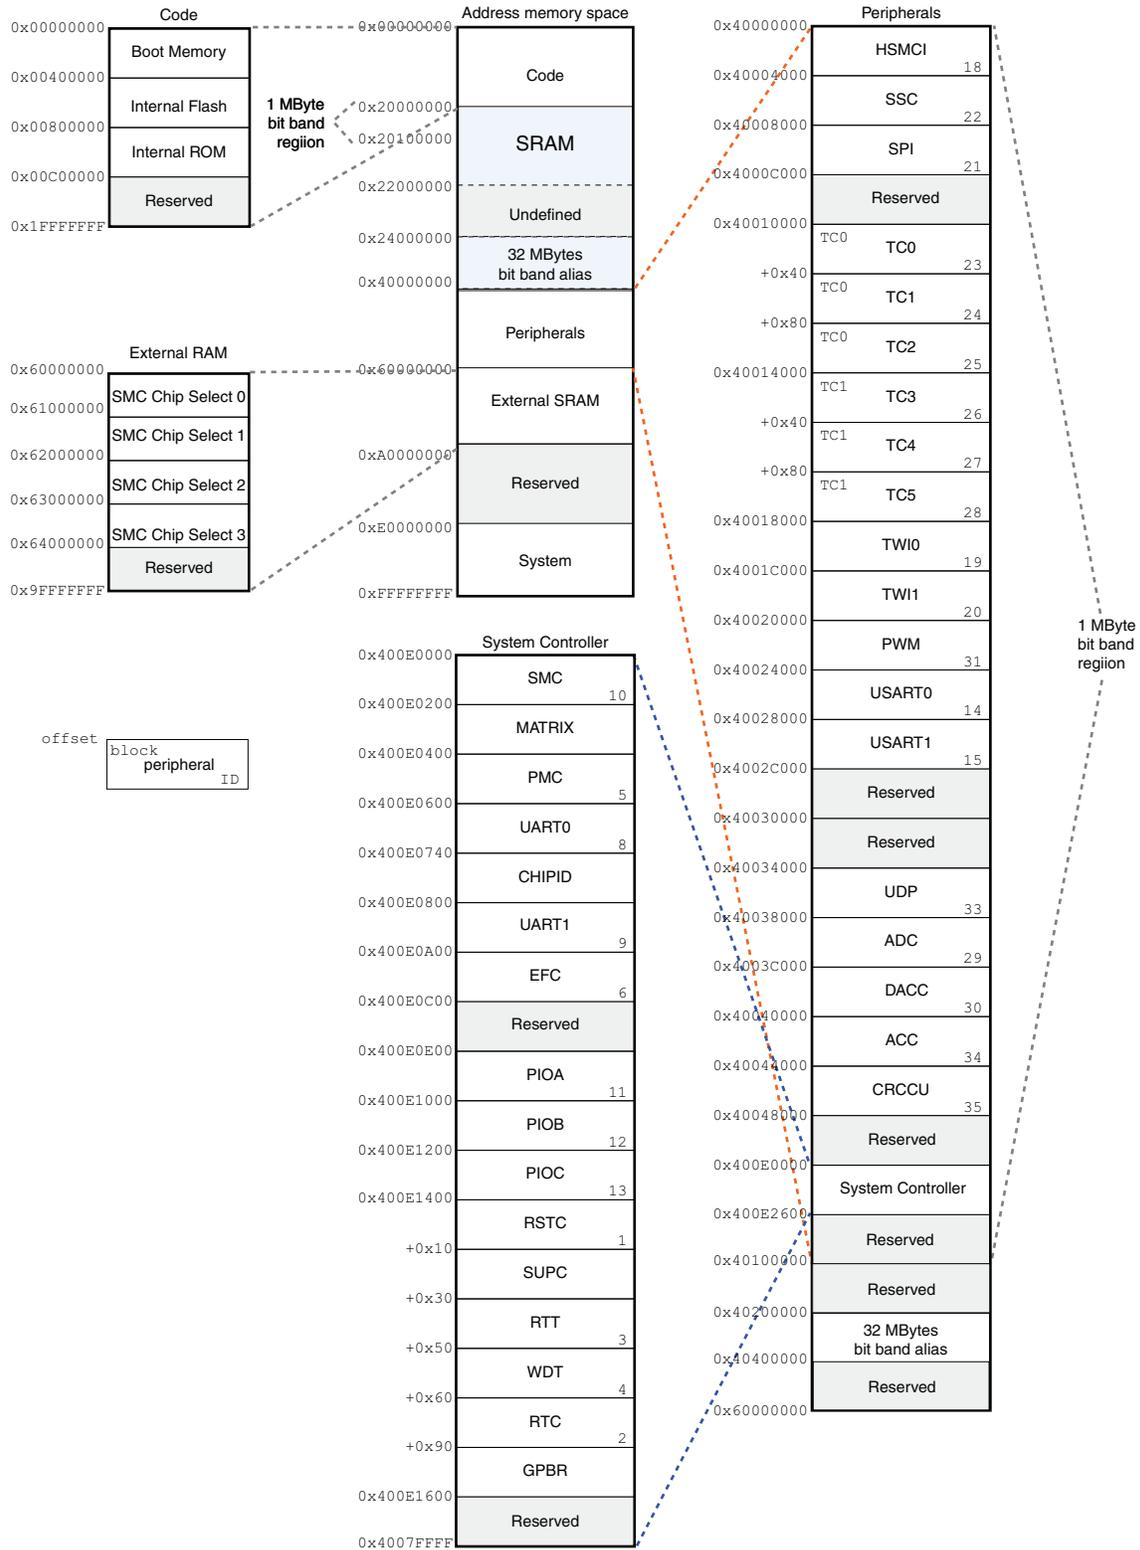 Code
0x00000000
Boot Memory
0x00400000
Internal Flash
0x00800000
Internal ROM
0x00C00000
Reserved
0x1FFFFFFF
1 MByte
bit band
regiion
External RAM
0x60000000
SMC Chip Select 0
0x61000000
SMC Chip Select 1
0x62000000
SMC Chip Select 2
0x63000000
SMC Chip Select 3
0x64000000
Reserved
0x9FFFFFFF
offset
block
peripheral
ID
Address memory space
0x00000000
Code
0x20000000
0x20100000
SRAM
0x22000000
Undefined
0x24000000
32 MBytes
bit band alias
0x40000000
Peripherals
0x60000000
External SRAM
0xA0000000
Reserved
0xE0000000
System
0xFFFFFFFF
System Controller
0x400E0000
SMC
10
0x400E0200
MATRIX
0x400E0400
PMC
5
0x400E0600
UART0
8
0x400E0740
CHIPID
0x400E0800
UART1
9
0x400E0A00
EFC
6
0x400E0C00
Reserved
0x400E0E00
PIOA
11
0x400E1000
PIOB
12
0x400E1200
PIOC
13
0x400E1400
RSTC
1
+0x10
SUPC
+0x30
RTT
3
+0x50
WDT
4
+0x60
RTC
2
+0x90
GPBR
0x400E1600
Reserved
0x4007FFFF
Peripherals
0x40000000
HSMCI
18
0x40004000
SSC
22
0x40008000
SPI
21
0x4000C000
Reserved
0x40010000
TC0
TC0
23
+0x40
TC0
TC1
24
+0x80
TC0
TC2
25
0x40014000
TC1
TC3
26
+0x40
TC1
TC4
27
+0x80
TC1
TC5
28
0x40018000
TWI0
19
0x4001C000
TWI1
20
0x40020000
PWM
31
0x40024000
USART0
14
0x40028000
USART1
15
0x4002C000
Reserved
0x40030000
Reserved
0x40034000
UDP
33
0x40038000
ADC
29
0x4003C000
DACC
30
0x40040000
ACC
34
0x40044000
CRCCU
35
0x40048000
Reserved
0x400E0000
System Controller
0x400E2600
Reserved
0x40100000
Reserved
0x40200000
32 MBytes
bit band alias
0x40400000
Reserved
0x60000000
1 MByte
bit band
regiion